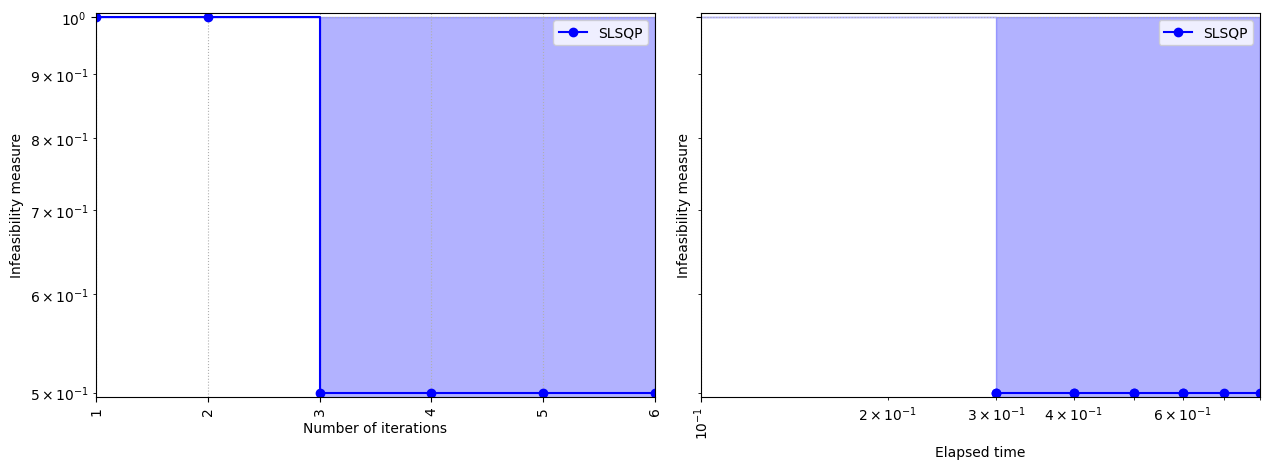 10⁰
9 × 10⁻¹
8 × 10⁻¹
7 × 10⁻¹
6 × 10⁻¹
5 × 10⁻¹
Infeasibility measure
SLSQP
1 2 3 4 5 6
Number of iterations
Infeasibility measure
SLSQP
10⁻¹ 2 × 10⁻¹ 3 × 10⁻¹ 4 × 10⁻¹ 6 × 10⁻¹
Elapsed time